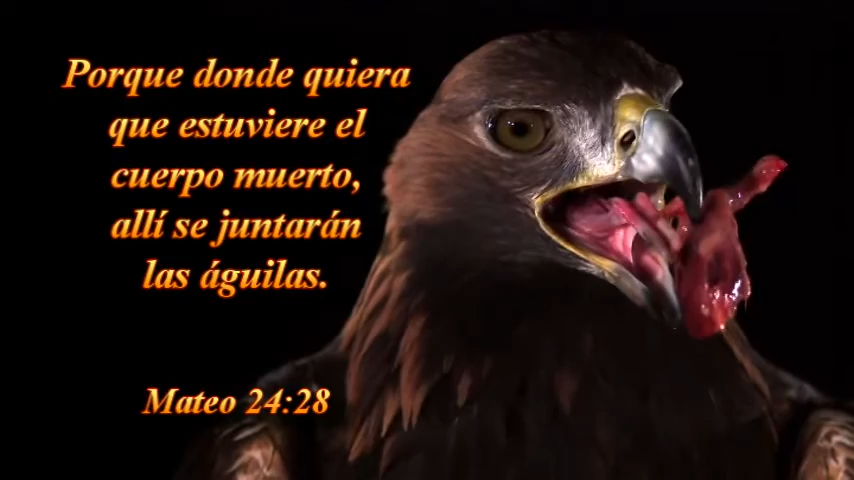 Porque donde quiera
que estuviere el
cuerpo muerto,
allí se juntarán
las águilas.
Mateo 24:28